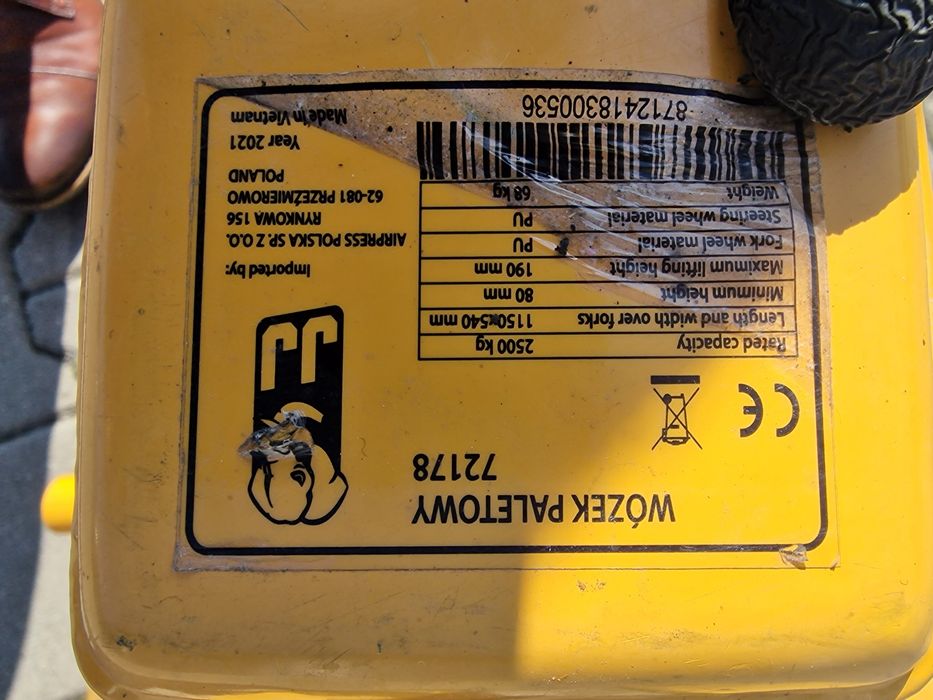 WÓZEK PALETOWY
72178
CE
Rated capacity 2500 kg
Length and width over forks 1150x540 mm
Minimum height 80 mm
Maximum lifting height 190 mm
Fork wheel material PU
Steering wheel material PU
Weight 68 kg
8712418300536
JJ
Imported by:
AIRPRESS POLSKA SP. Z O.O.
RYNKOWA 156
62-081 PRZEŹMIEROWO
POLAND
Year 2021
Made in Vietnam